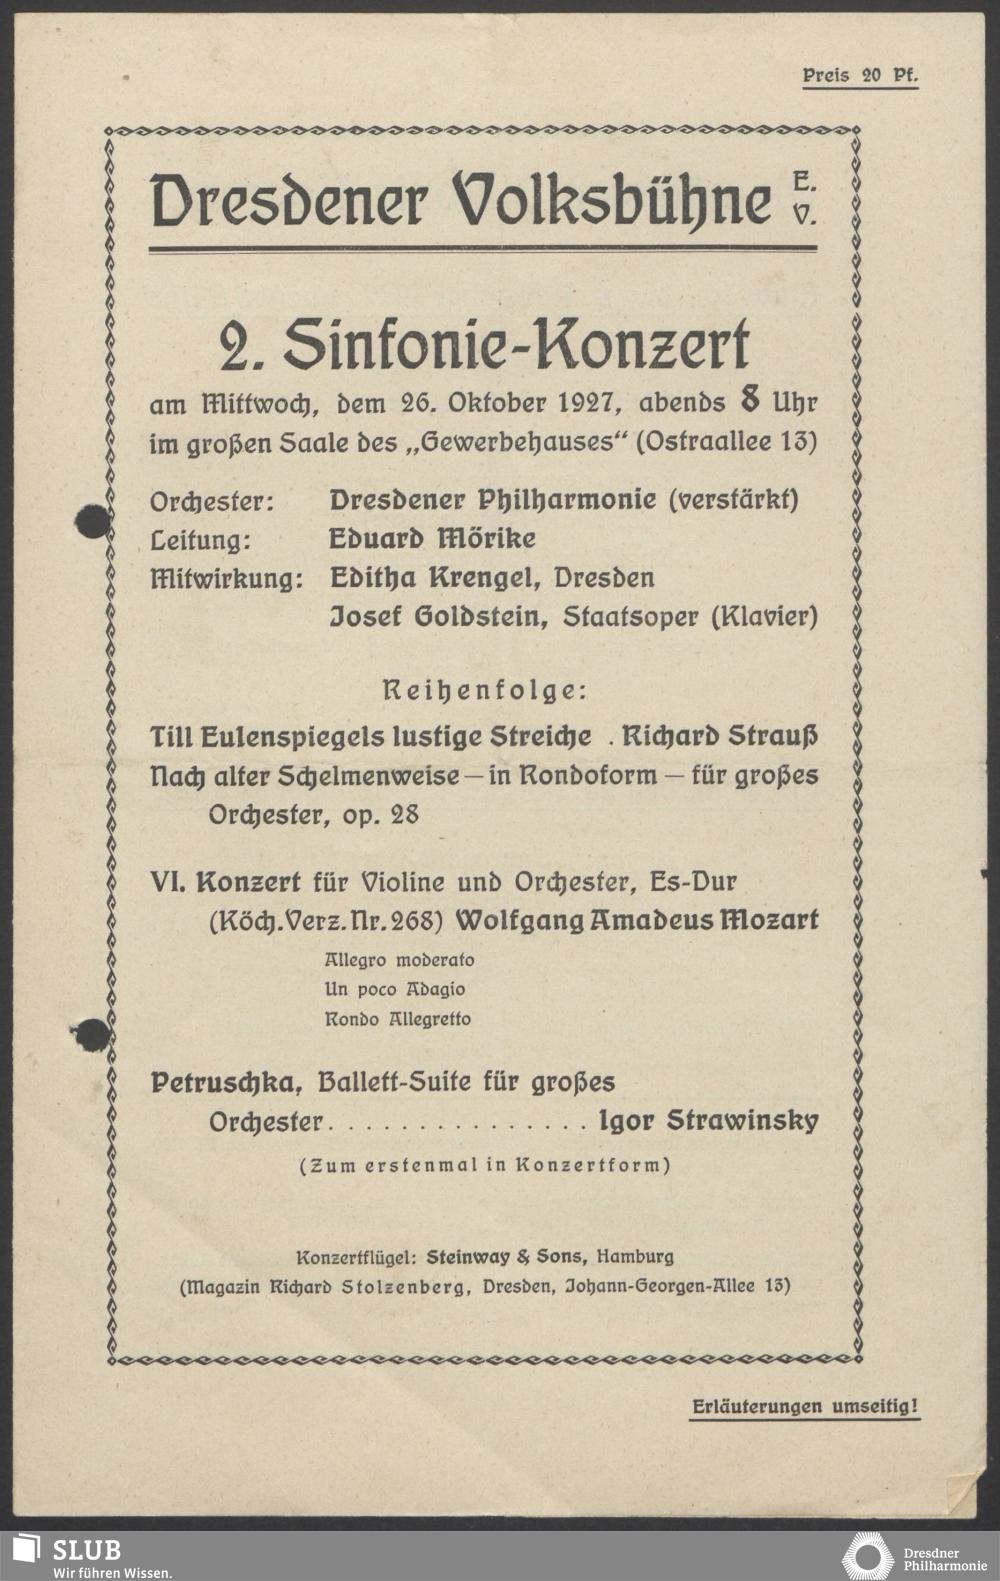 Preis 20 Pf.
Dresdener Volksbühne E. V.
2. Sinfonie-Konzert
am Mittwoch, dem 26. Oktober 1927, abends 8 Uhr
im großen Saale des „Gewerbehauses“ (Ostraallee 13)
Orchester: Dresdener Philharmonie (verstärkt)
Leitung: Eduard Mörike
Mitwirkung: Editha Krengel, Dresden
Josef Goldstein, Staatsoper (Klavier)
Reihenfolge:
Till Eulenspiegels lustige Streiche . Richard Strauß
Nach alter Schelmenweise — in Rondoform — für großes
Orchester, op. 28
VI. Konzert für Violine und Orchester, Es-Dur
(Köch.Verz.Nr.268) Wolfgang Amadeus Mozart
Allegro moderato
Un poco Adagio
Rondo Allegretto
Petruschka, Ballett-Suite für großes
Orchester. . . . . . . . . . . . . . . Igor Strawinsky
(Zum erstenmal in Konzertform)
Konzertflügel: Steinway & Sons, Hamburg
(Magazin Richard Stolzenberg, Dresden, Johann-Georgen-Allee 13)
Erläuterungen umseitig!
SLUB
Wir führen Wissen.
Dresdner
Philharmonie